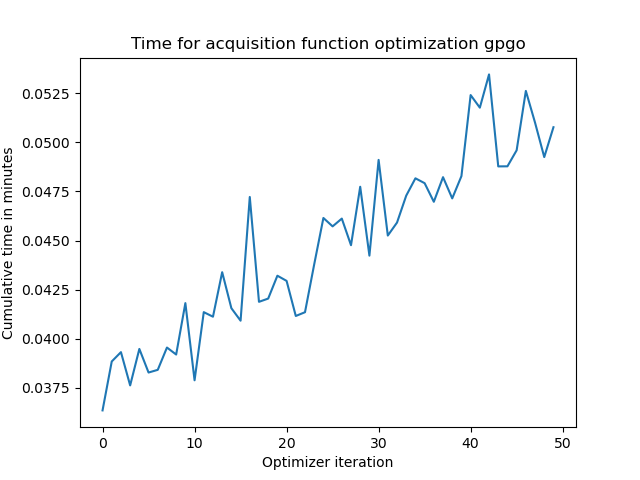 Time for acquisition function optimization gpgo
Cumulative time in minutes
0.0525
0.0500
0.0475
0.0450
0.0425
0.0400
0.0375
0 10 20 30 40 50
Optimizer iteration